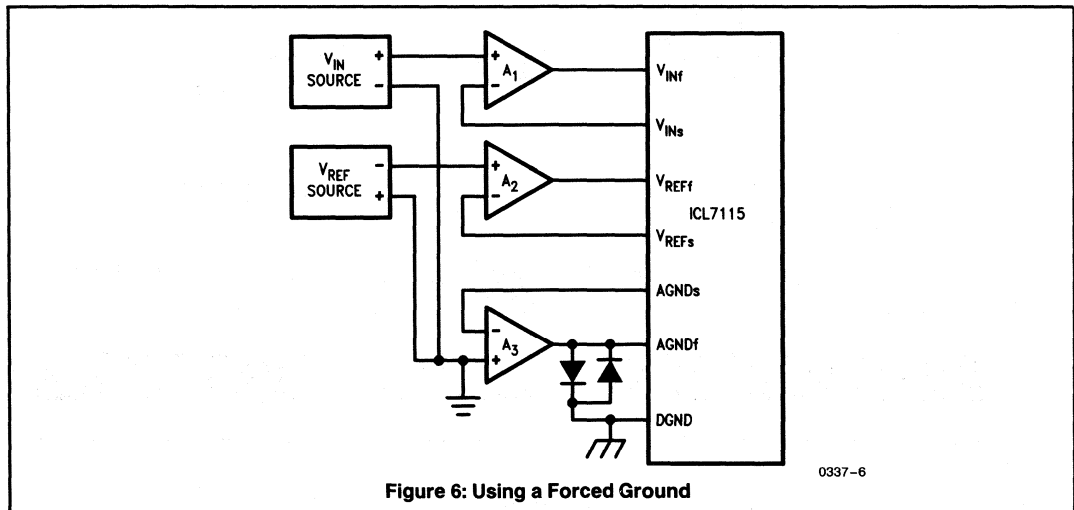 V_IN
SOURCE
+
-
+
-
A_1
V_INf
V_INs
V_REF
SOURCE
-
+
+
-
A_2
V_REFf
ICL7115
V_REFs
AGNDs
-
+
A_3
AGNDf
DGND
0337-6
Figure 6: Using a Forced Ground